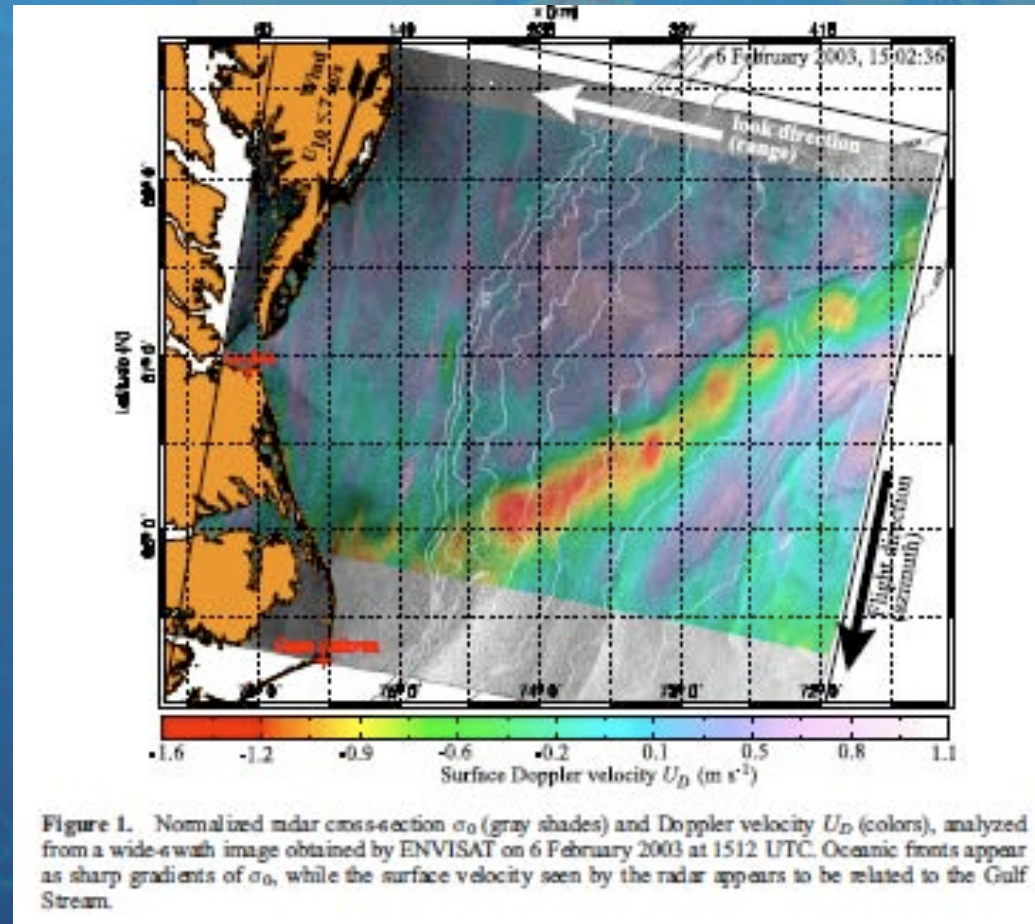 6 February 2003, 15:02:36
look direction
(range)
Flight direction
(azimuth)
-1.6 -1.2 -0.9 -0.6 -0.2 0.1 0.5 0.8 1.1
Surface Doppler velocity U_D (m s⁻¹)
Figure 1. Normalized radar cross-section σ₀ (gray shades) and Doppler velocity U_D (colors), analyzed
from a wide-swath image obtained by ENVISAT on 6 February 2003 at 1512 UTC. Oceanic fronts appear
as sharp gradients of σ₀, while the surface velocity seen by the radar appears to be related to the Gulf
Stream.